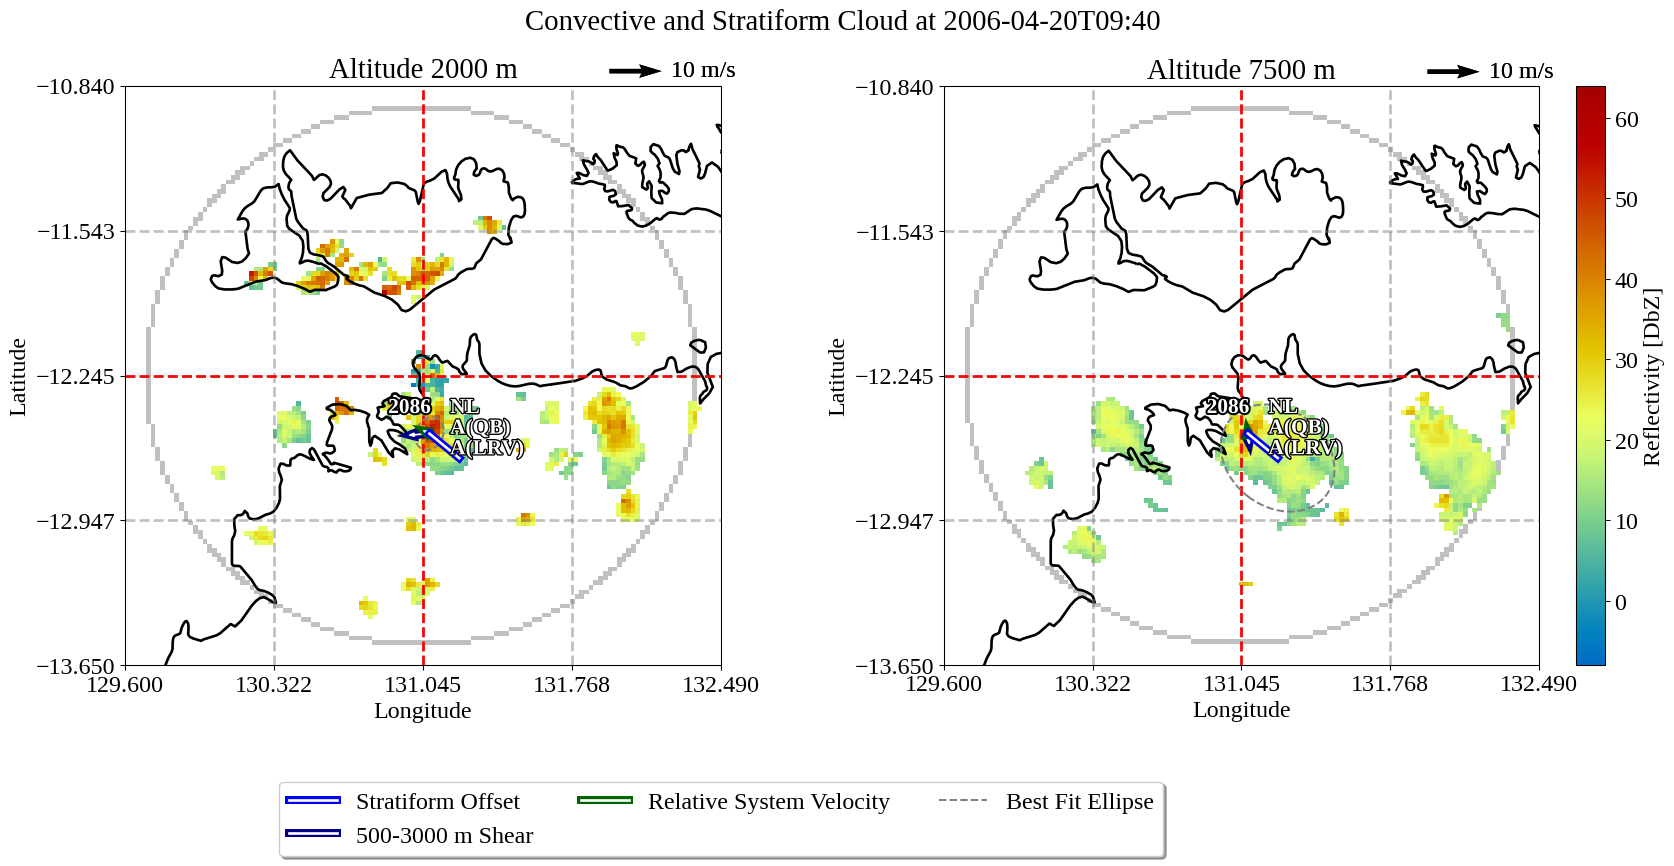 Convective and Stratiform Cloud at 2006-04-20T09:40
Altitude 2000 m
10 m/s
−10.840
−11.543
−12.245
−12.947
−13.650
Latitude
2086
NL
A(QB)
A(LRV)
129.600
130.322
131.045
131.768
132.490
Longitude
Altitude 7500 m
10 m/s
−10.840
−11.543
−12.245
−12.947
−13.650
Latitude
2086
NL
A(QB)
A(LRV)
129.600
130.322
131.045
131.768
132.490
Longitude
60
50
40
30
20
10
0
Reflectivity [DbZ]
Stratiform Offset
500-3000 m Shear
Relative System Velocity
Best Fit Ellipse